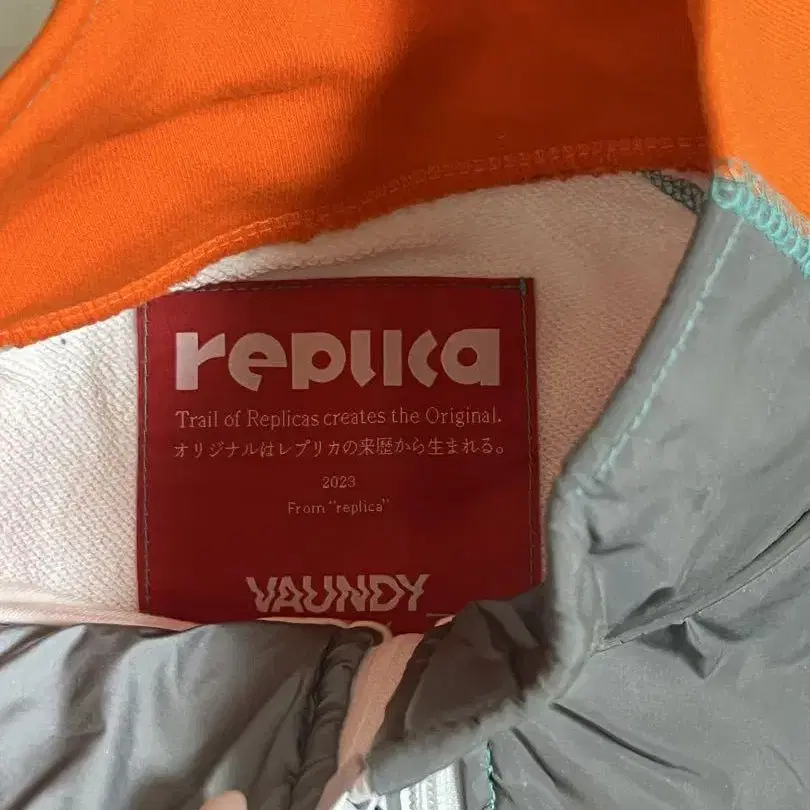 replica
Trail of Replicas creates the Original.
オリジナルはレプリカの来歴から生まれる。
2023
From "replica"
VAUNDY_